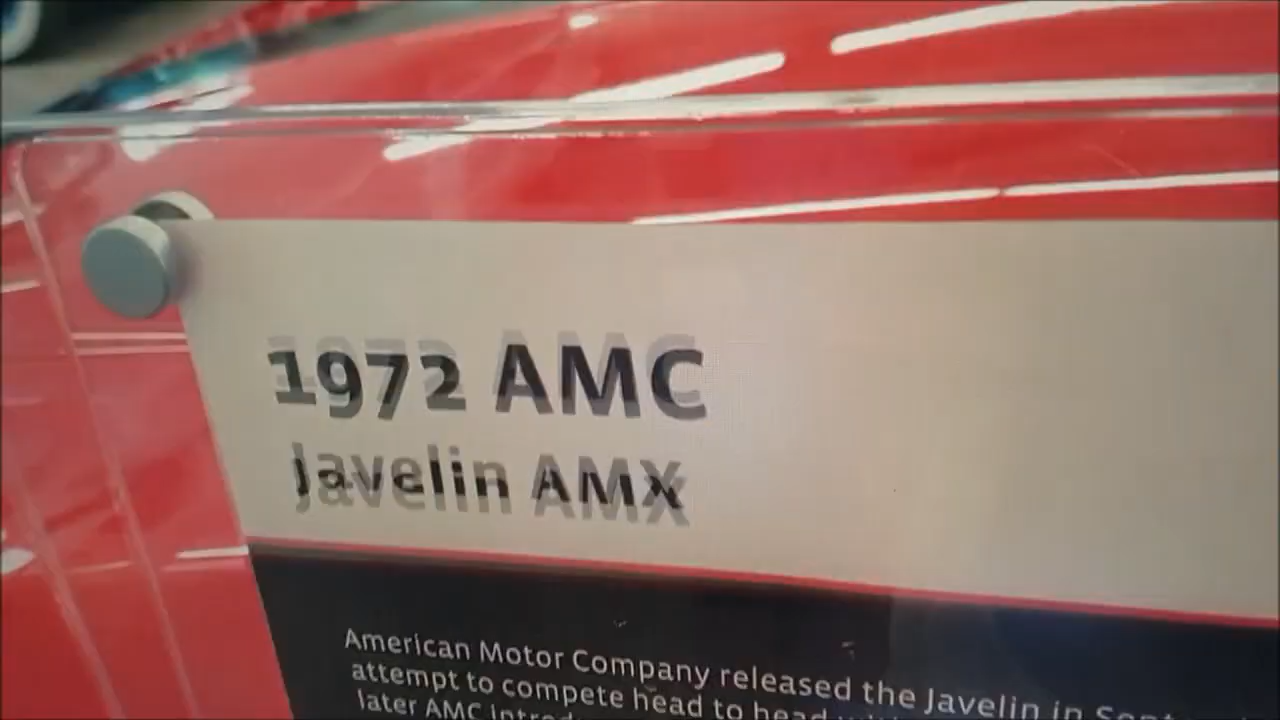 1972 AMC
Javelin AMX
American Motor Company released the Javelin in
attempt to compete head to head
later AMC